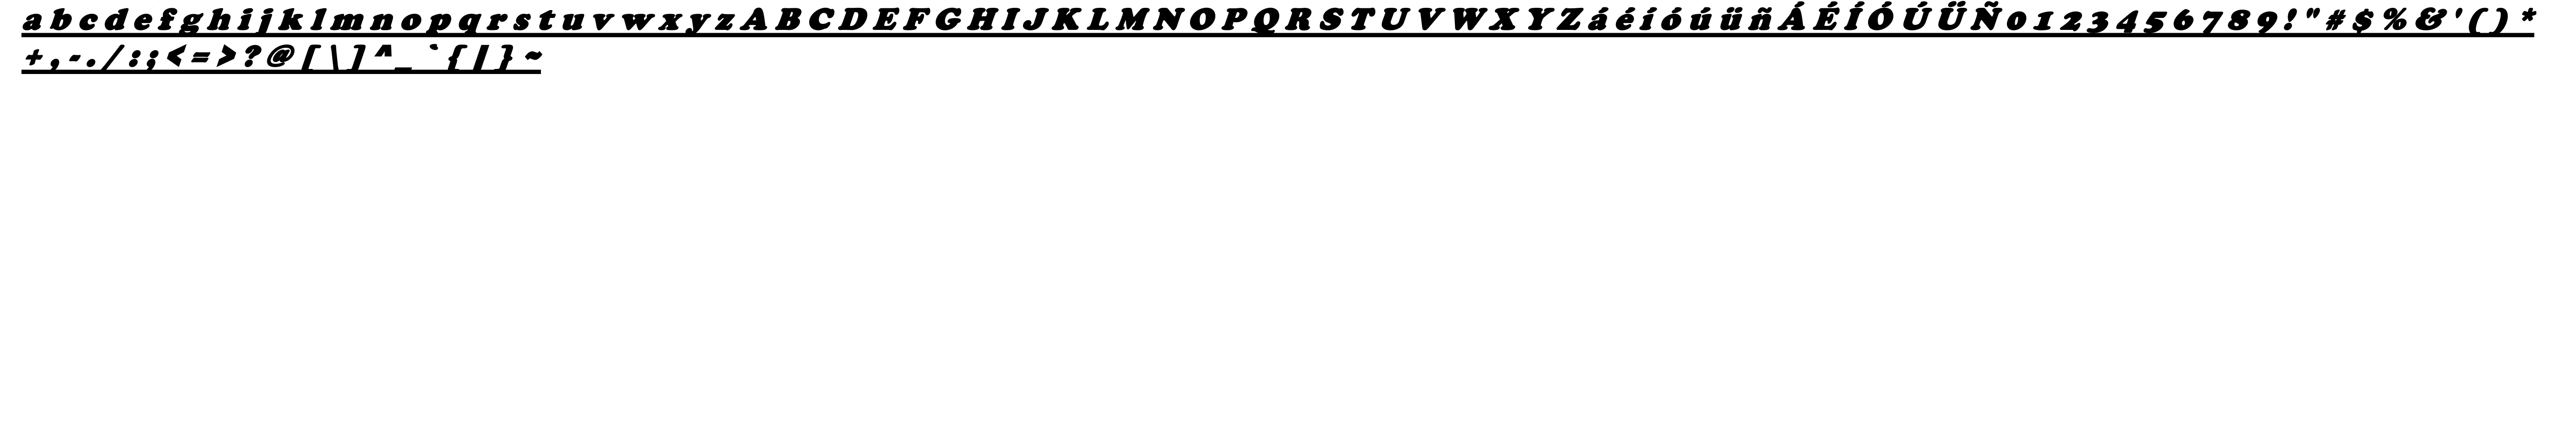 a b c d e f g h i j k l m n o p q r s t u v w x y z A B C D E F G H I J K L M N O P Q R S T U V W X Y Z á é í ó ú ü ñ Á É Í Ó Ú Ü Ñ 0 1 2 3 4 5 6 7 8 9 ! " # $ % & ' ( ) *
+ , - . / : ; < = > ? @ [ \ ] ^ _ ` { | } ~